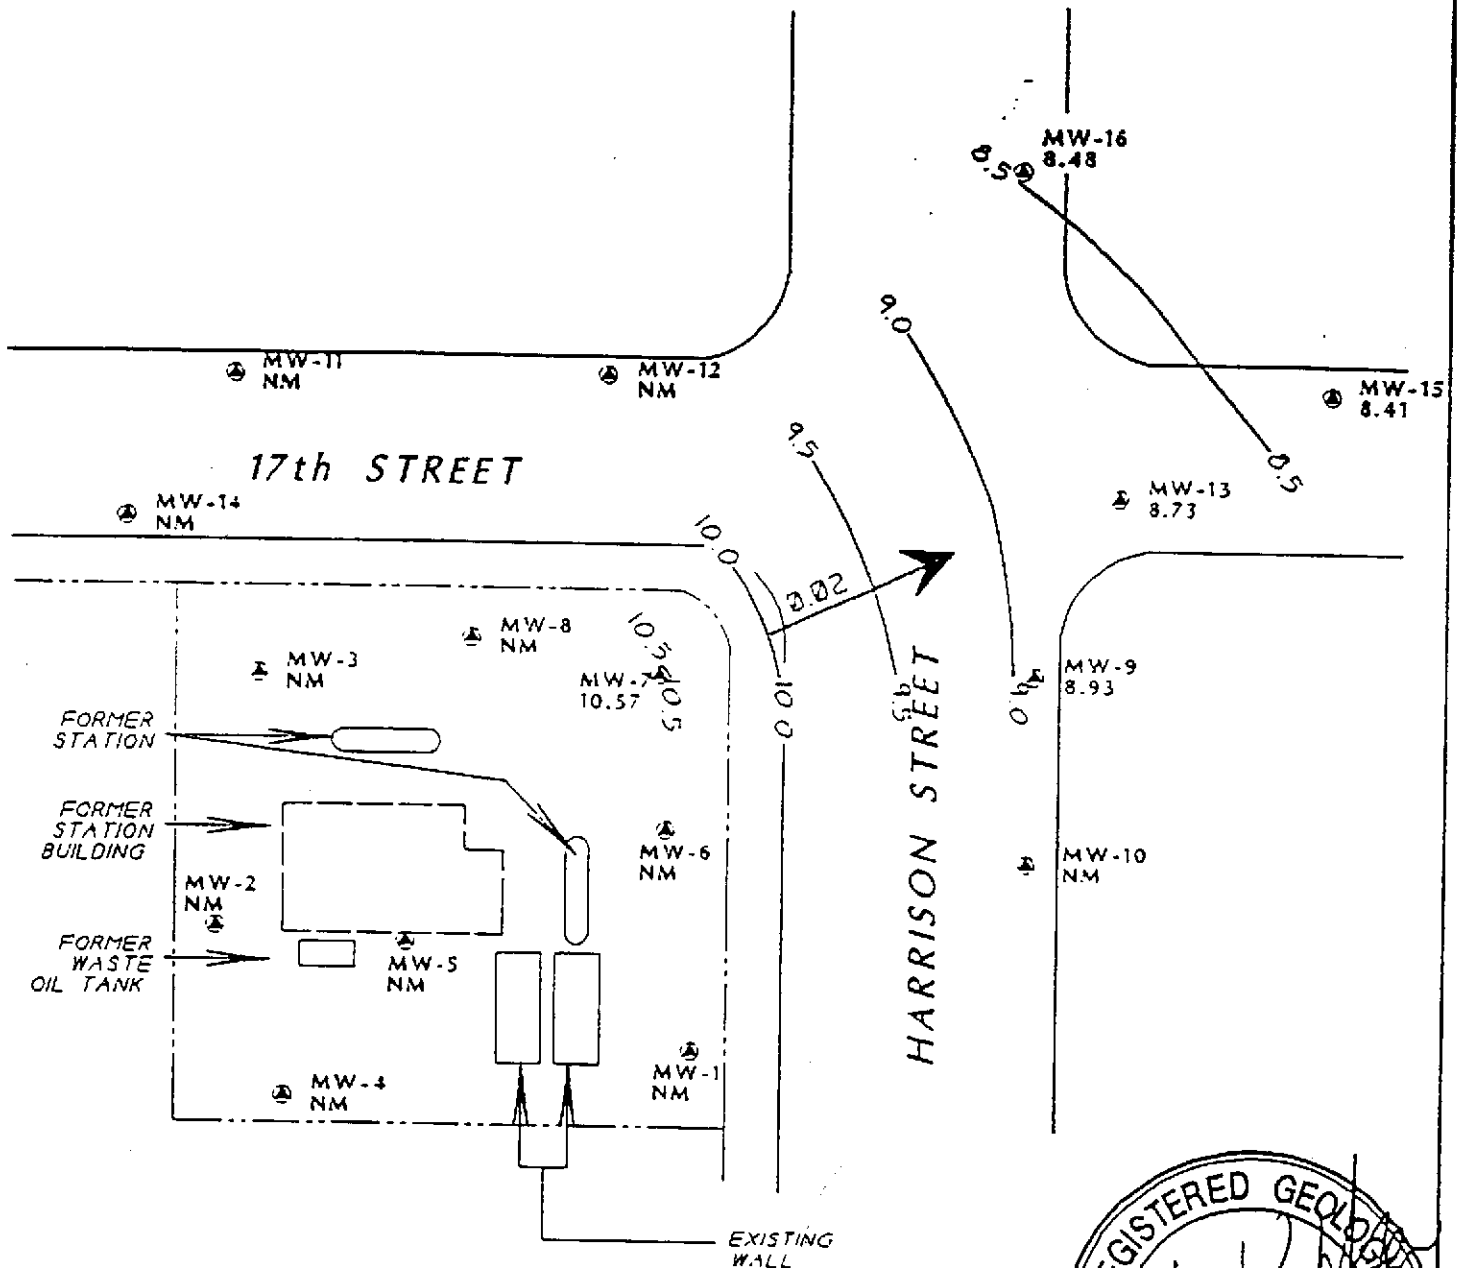 MW-16
8.48
8.5
9.0
MW-11
NM
MW-12
NM
MW-15
8.41
9.5
17th STREET
8.5
MW-13
8.73
MW-14
NM
10.0
0.02
MW-8
NM
MW-3
NM
MW-7
10.57
10.5
10.0
9.5
9.0
MW-9
8.93
HARRISON STREET
FORMER
STATION
FORMER
STATION
BUILDING
MW-6
NM
MW-10
NM
MW-2
NM
FORMER
WASTE
OIL TANK
MW-5
NM
MW-4
NM
MW-1
NM
EXISTING
WALL